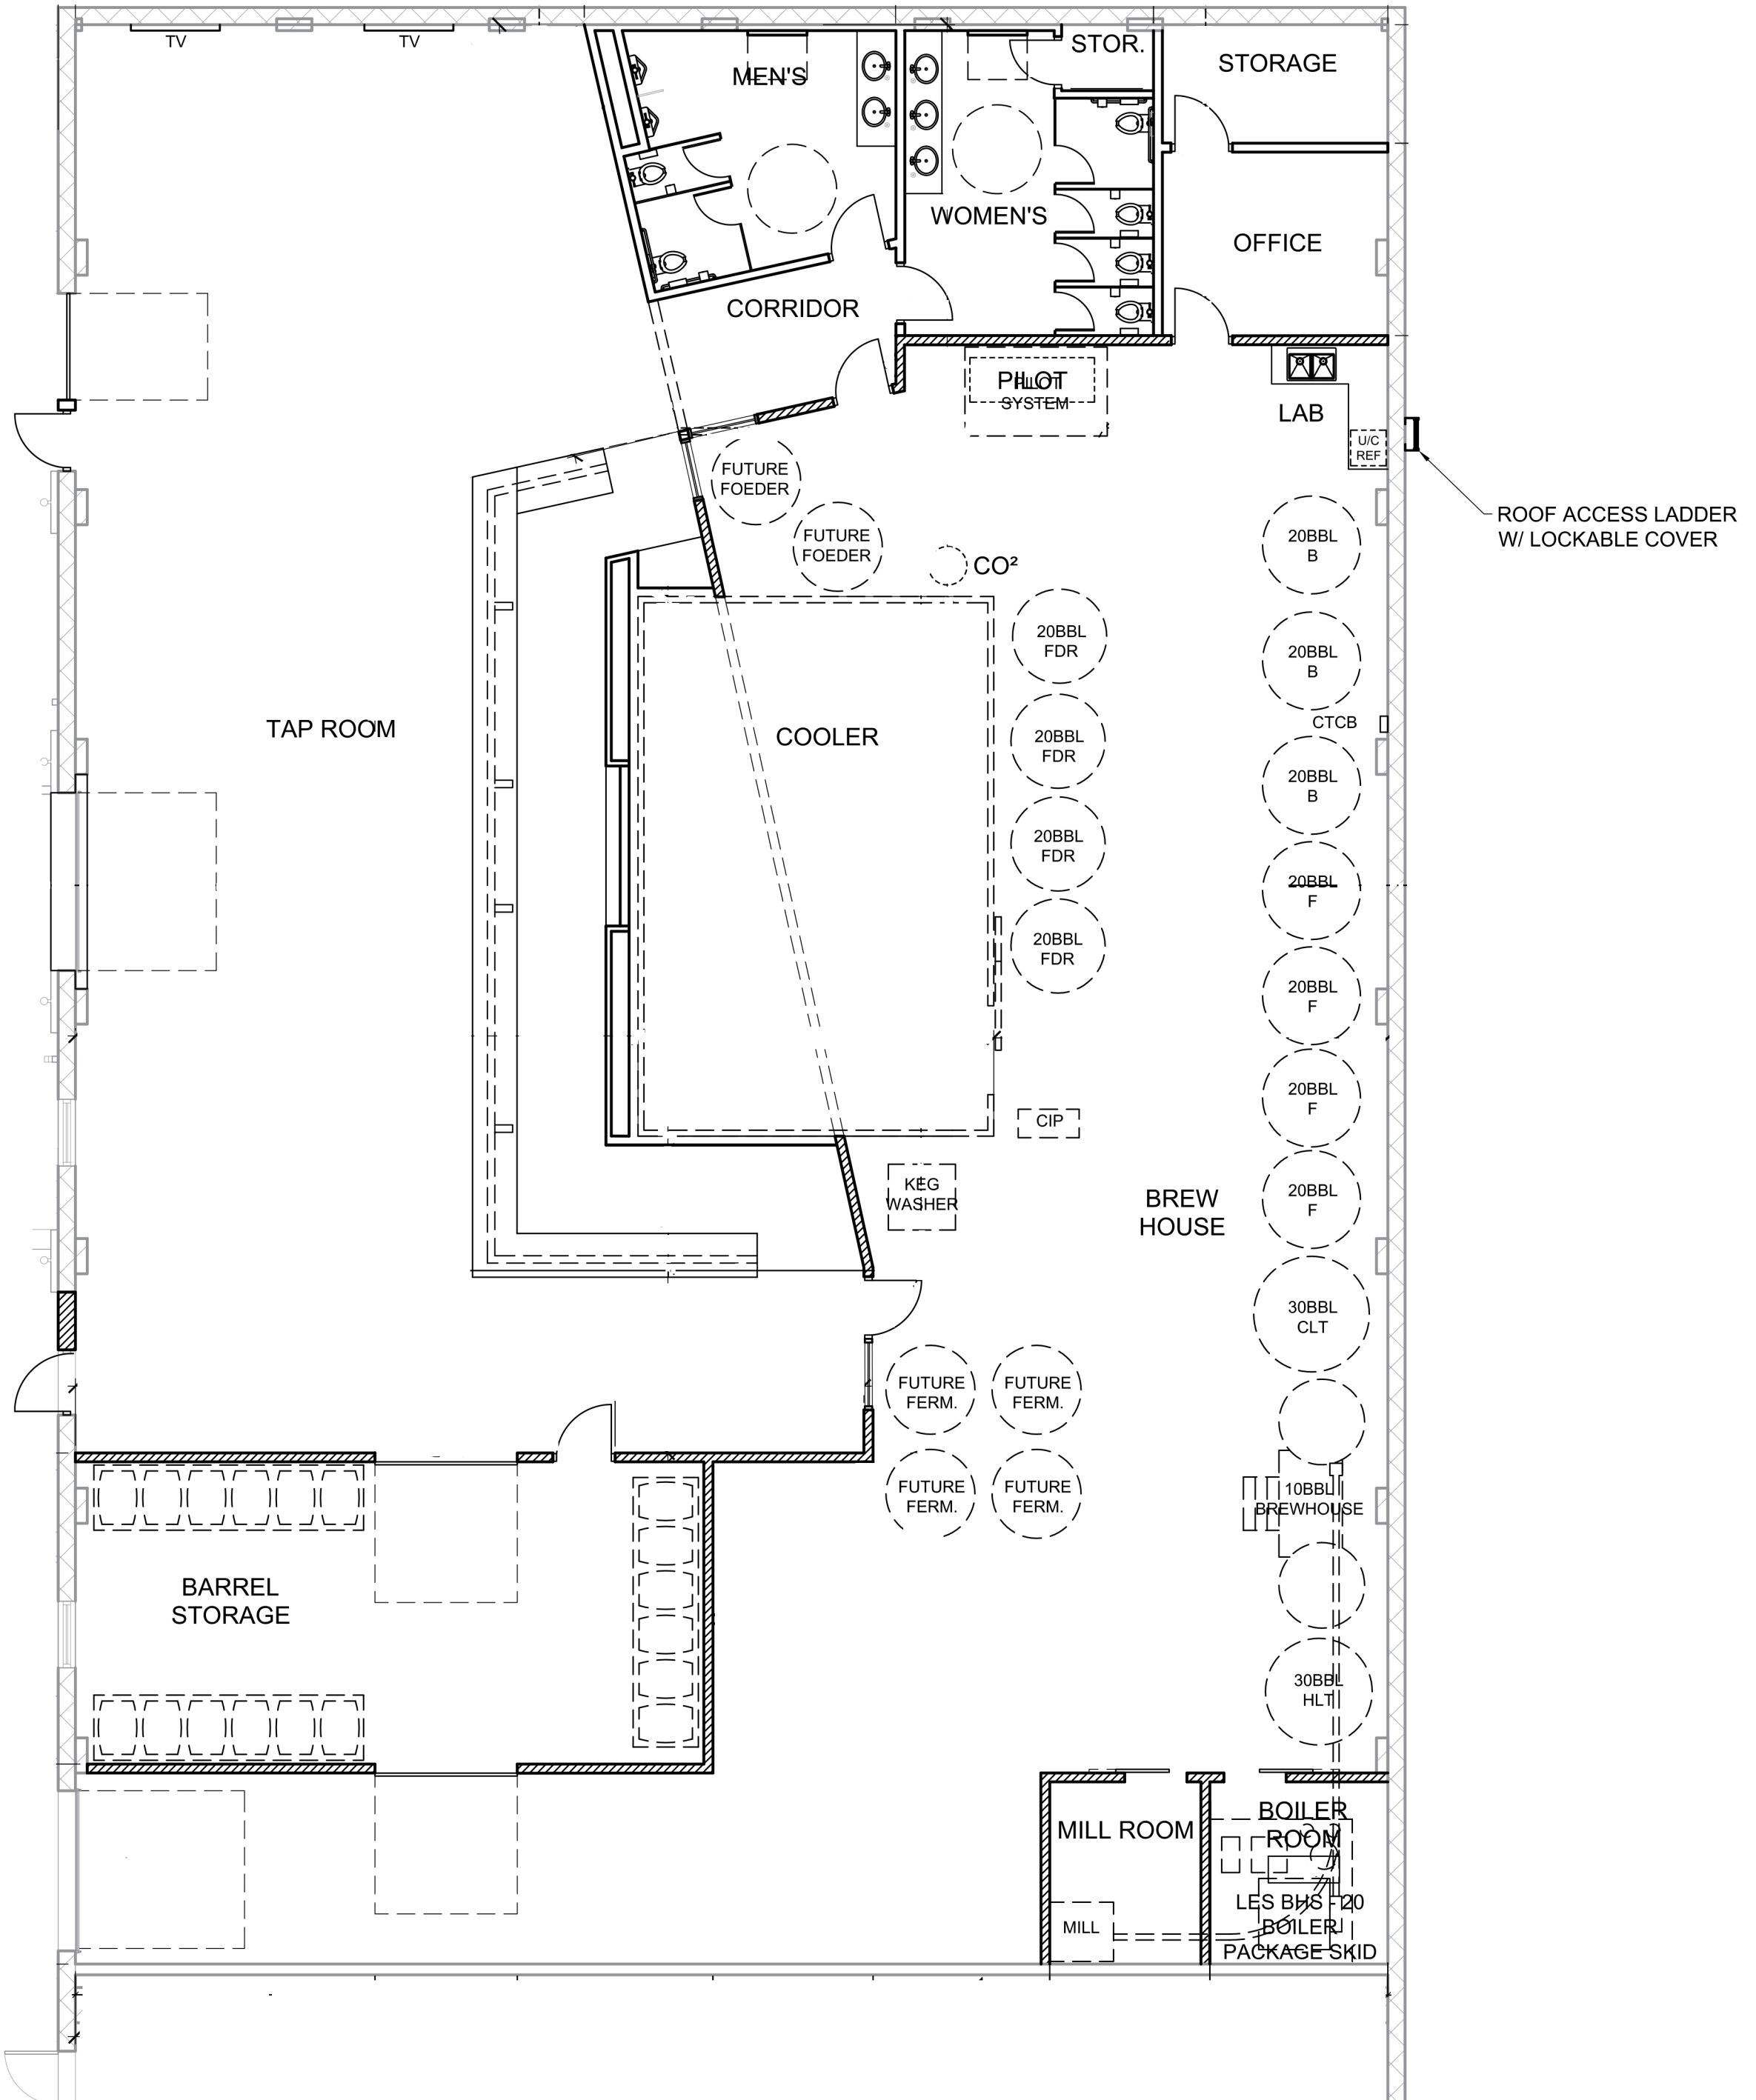 TV
TV
MEN'S
STOR.
STORAGE
WOMEN'S
OFFICE
CORRIDOR
PILOT
PILOT
SYSTEM
LAB
U/C
REF
ROOF ACCESS LADDER
W/ LOCKABLE COVER
FUTURE
FOEDER
FUTURE
FOEDER
CO²
20BBL
B
20BBL
FDR
20BBL
B
TAP ROOM
COOLER
20BBL
FDR
CTCB
20BBL
B
20BBL
FDR
20BBL
F
20BBL
FDR
20BBL
F
20BBL
F
CIP
KEG
WASHER
BREW
HOUSE
20BBL
F
30BBL
CLT
FUTURE
FERM.
FUTURE
FERM.
FUTURE
FERM.
FUTURE
FERM.
10BBL
BREWHOUSE
BARREL
STORAGE
30BBL
HLT
MILL ROOM
BOILER
ROOM
MILL
LES BHS - 20
BOILER
PACKAGE SKID